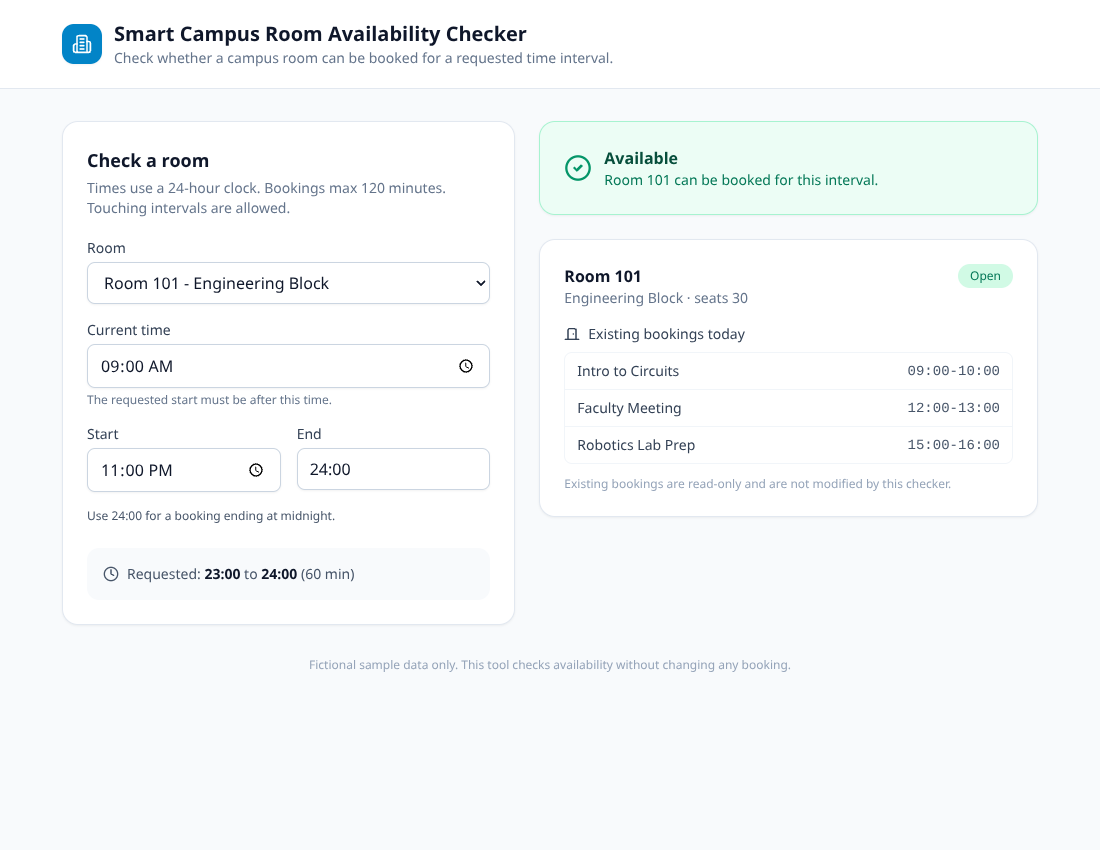 Smart Campus Room Availability Checker
Check whether a campus room can be booked for a requested time interval.
Check a room
Times use a 24-hour clock. Bookings max 120 minutes.
Touching intervals are allowed.
Room
Room 101 - Engineering Block
Current time
09:00 AM
The requested start must be after this time.
Start
End
11:00 PM
24:00
Use 24:00 for a booking ending at midnight.
Requested: 23:00 to 24:00 (60 min)
Available
Room 101 can be booked for this interval.
Room 101
Open
Engineering Block · seats 30
Existing bookings today
Intro to Circuits 09:00-10:00
Faculty Meeting 12:00-13:00
Robotics Lab Prep 15:00-16:00
Existing bookings are read-only and are not modified by this checker.
Fictional sample data only. This tool checks availability without changing any booking.